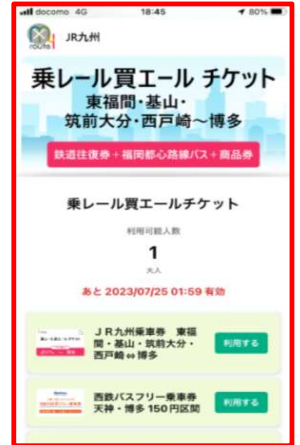 docomo 4G 18:45 80%
route
JR九州
乗レール買エール チケット
東福間・基山・
筑前大分・西戸崎～博多
鉄道往復券+福岡都心路線バス+商品券
乗レール買エールチケット
利用可能人数
1
大人
あと 2023/07/25 01:59 有効
JR九州乗車券 東福
間・基山・筑前大分・
西戸崎⇔博多
利用する
西鉄バスフリー乗車券
天神・博多 150円区間
利用する